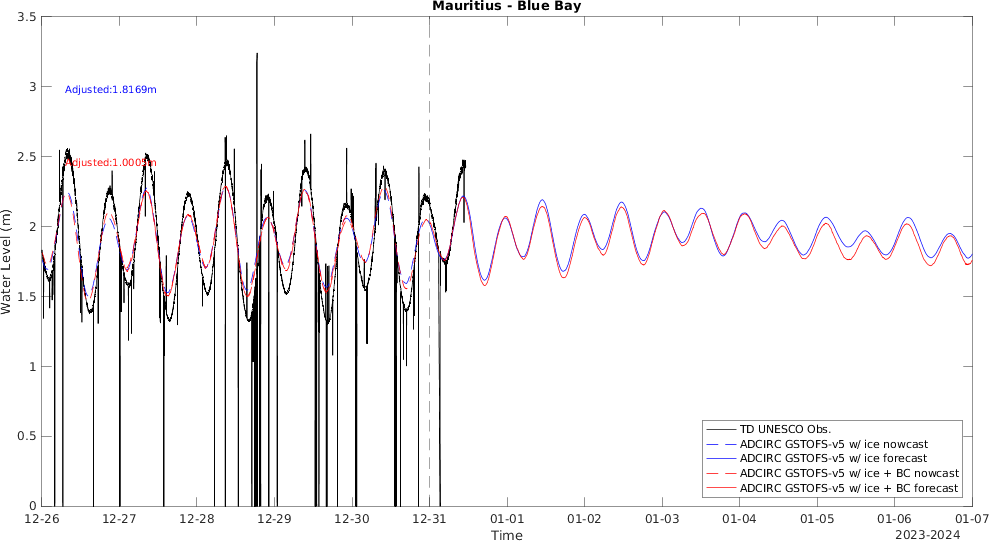 Mauritius - Blue Bay
3.5
3
2.5
2
1.5
1
0.5
0
Water Level (m)
Adjusted:1.8169m
Adjusted:1.0005m
TD UNESCO Obs.
ADCIRC GSTOFS-v5 w/ ice nowcast
ADCIRC GSTOFS-v5 w/ ice forecast
ADCIRC GSTOFS-v5 w/ ice + BC nowcast
ADCIRC GSTOFS-v5 w/ ice + BC forecast
12-26 12-27 12-28 12-29 12-30 12-31 01-01 01-02 01-03 01-04 01-05 01-06 01-07
Time
2023-2024